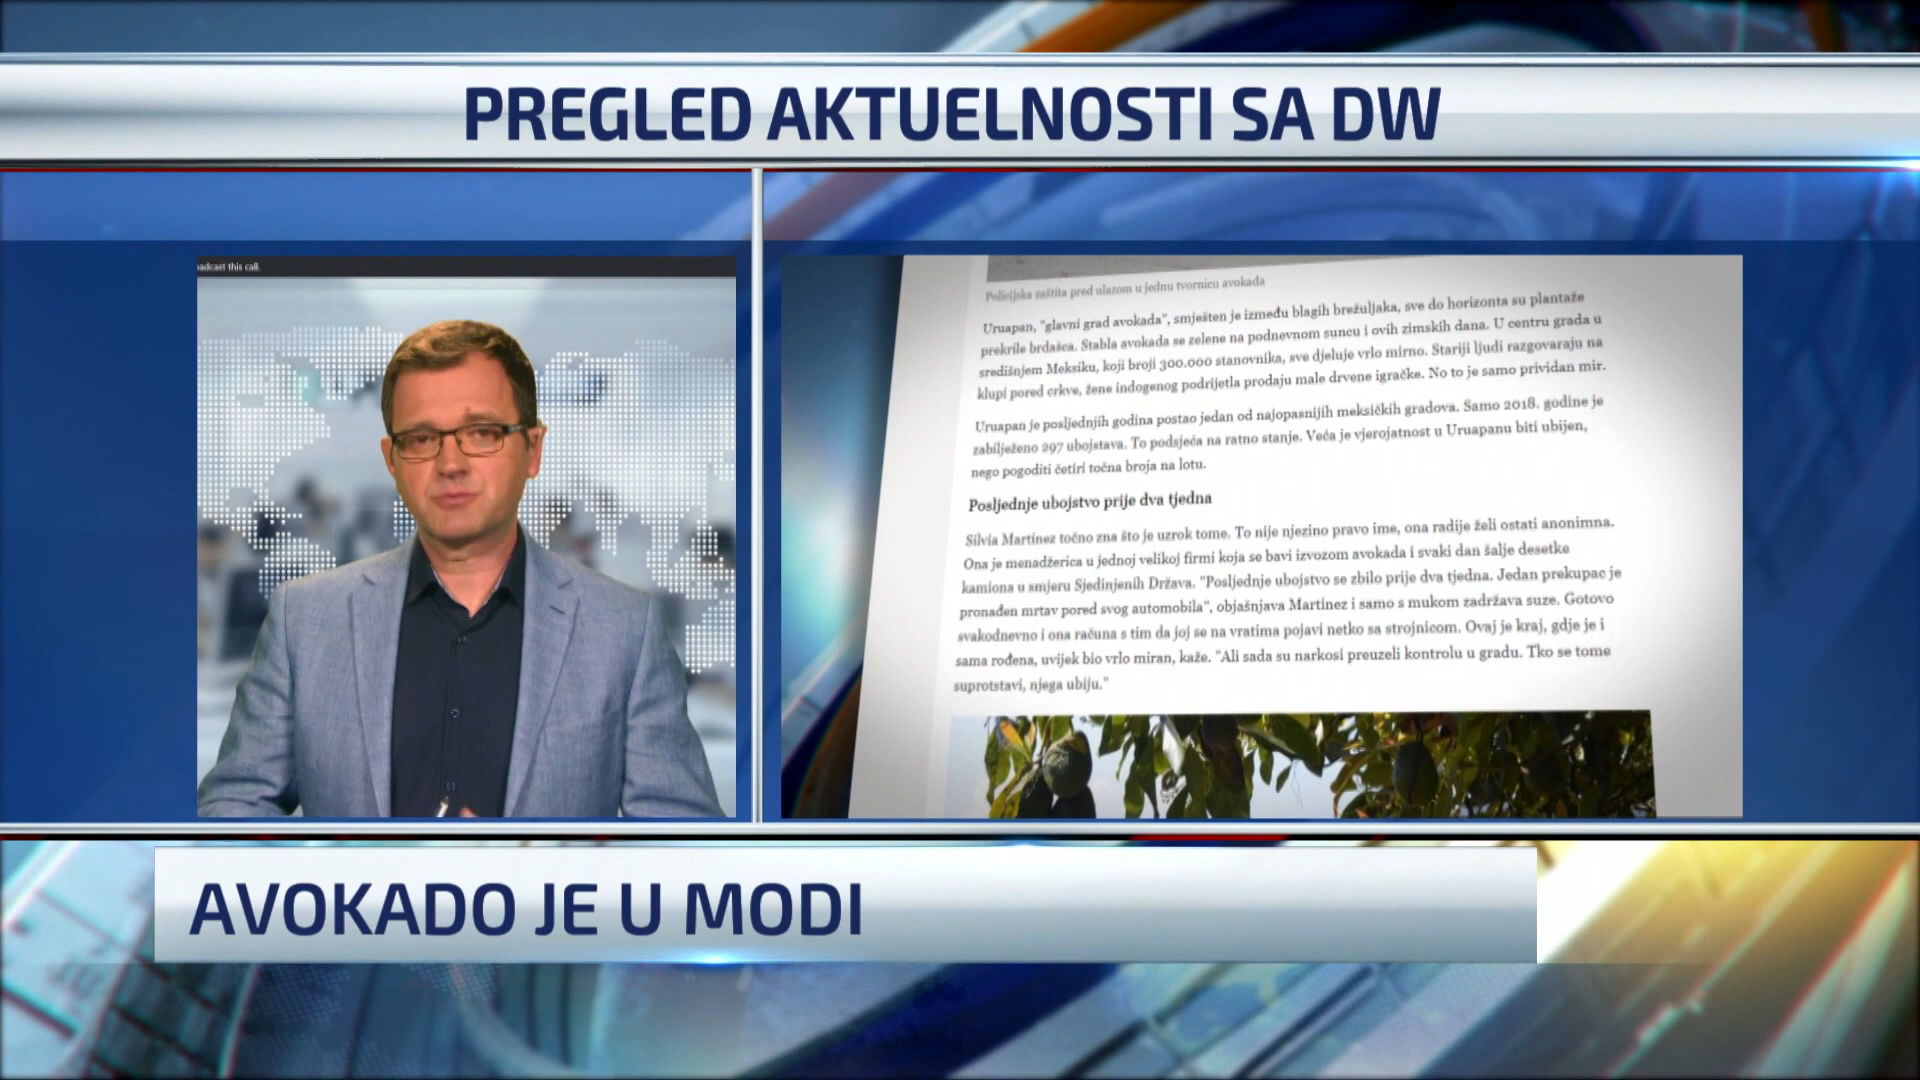 PREGLED AKTUELNOSTI SA DW
adcast this call.
Policijska zaštita pred ulazom u jednu tvornicu avokada
Uruapan, "glavni grad avokada", smješten je između blagih brežuljaka, sve do horizonta su plantaže
prekrile brdašca. Stabla avokada se zelene na podnevnom suncu i ovih zimskih dana. U centru grada u
središnjem Meksiku, koji broji 300.000 stanovnika, sve djeluje vrlo mirno. Stariji ljudi razgovaraju na
klupi pored crkve, žene indogenog podrijetla prodaju male drvene igračke. No to je samo prividan mir.
Uruapan je posljednjih godina postao jedan od najopasnijih meksičkih gradova. Samo 2018. godine je
zabilježeno 297 ubojstava. To podsjeća na ratno stanje. Veća je vjerojatnost u Uruapanu biti ubijen,
nego pogoditi četiri točna broja na lotu.
Posljednje ubojstvo prije dva tjedna
Silvia Martinez točno zna što je uzrok tome. To nije njezino pravo ime, ona radije želi ostati anonimna.
Ona je menadžerica u jednoj velikoj firmi koja se bavi izvozom avokada i svaki dan šalje desetke
kamiona u smjeru Sjedinjenih Država. "Posljednje ubojstvo se zbilo prije dva tjedna. Jedan prekupac je
pronađen mrtav pored svog automobila", objašnjava Martinez i samo s mukom zadržava suze. Gotovo
svakodnevno i ona računa s tim da joj se na vratima pojavi netko sa strojnicom. Ovaj je kraj, gdje je i
sama rođena, uvijek bio vrlo miran, kaže. "Ali sada su narkosi preuzeli kontrolu u gradu. Tko se tome
suprotstavi, njega ubiju."
AVOKADO JE U MODI